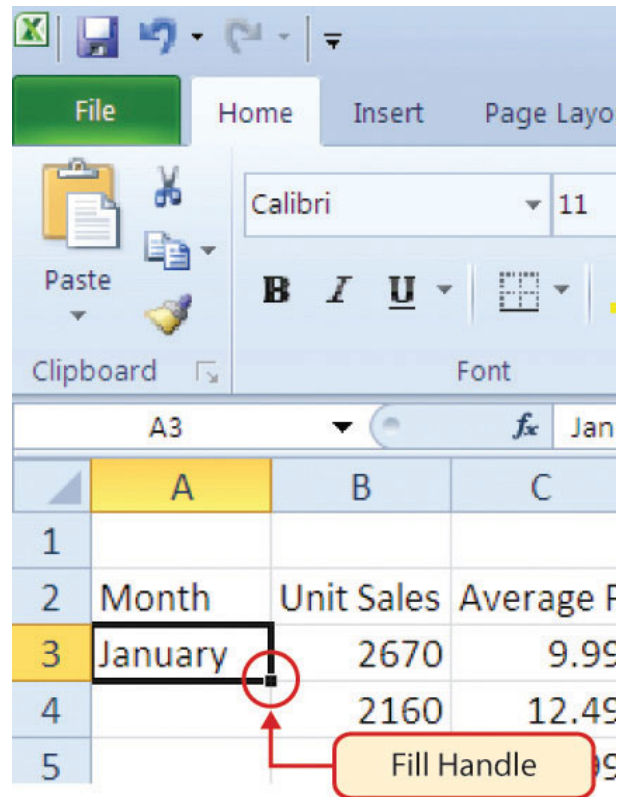 File Home Insert Page Layo
Calibri 11
Paste B I U
Clipboard Font
A3 fx Jan
A B C
1
2 Month Unit Sales Average
3 January 2670 9.99
4 2160 12.49
5 Fill Handle